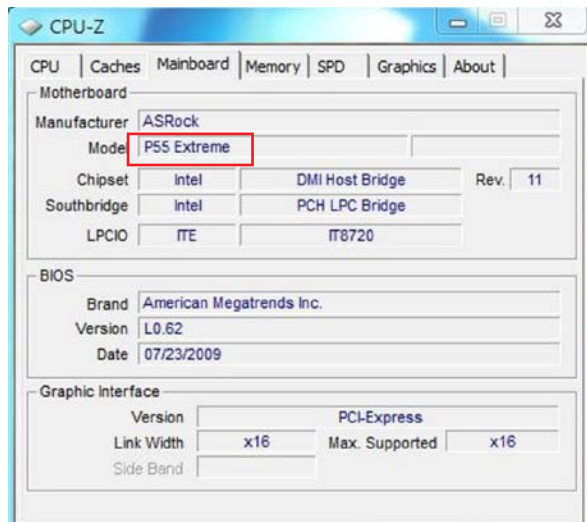 CPU-Z
CPU Caches Mainboard Memory SPD Graphics About
Motherboard
Manufacturer ASRock
Model P55 Extreme
Chipset Intel DMI Host Bridge Rev. 11
Southbridge Intel PCH LPC Bridge
LPCIO ITE IT8720
BIOS
Brand American Megatrends Inc.
Version L0.62
Date 07/23/2009
Graphic Interface
Version PCI-Express
Link Width x16 Max. Supported x16
Side Band